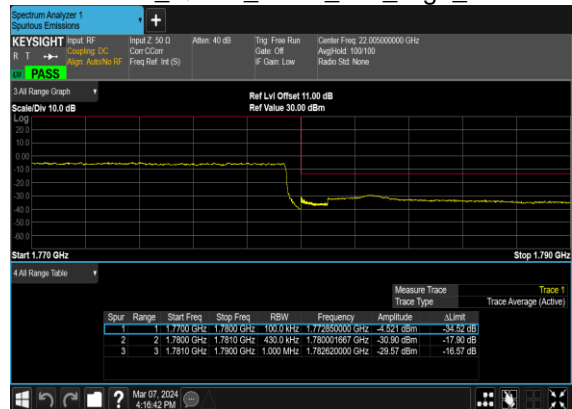 Spectrum Analyzer 1
Spurious Emissions
+
KEYSIGHT Input: RF Input Z: 50 Ω Atten: 40 dB Trig: Free Run Center Freq: 22.005000000 GHz
R T Coupling: DC Corr CCorr Gate: Off Avg|Hold: 100/100
Align: Auto/No RF Freq Ref: Int (S) IF Gain: Low Radio Std: None
LW PASS
3 All Range Graph
Ref Lvl Offset 11.00 dB
Scale/Div 10.0 dB Ref Value 30.00 dBm
Log
20.0
10.0
0.00
-10.0
-20.0
-30.0
-40.0
-50.0
-60.0
Start 1.770 GHz Stop 1.790 GHz
4 All Range Table
Measure Trace Trace 1
Trace Type Trace Average (Active)
Spur Range Start Freq Stop Freq RBW Frequency Amplitude ΔLimit
1 1 1.7700 GHz 1.7800 GHz 100.0 kHz 1.772850000 GHz -4.521 dBm -34.52 dB
2 2 1.7800 GHz 1.7810 GHz 430.0 kHz 1.780001667 GHz -30.90 dBm -17.90 dB
3 3 1.7810 GHz 1.7900 GHz 1.000 MHz 1.782620000 GHz -29.57 dBm -16.57 dB
? Mar 07, 2024
4:16:42 PM